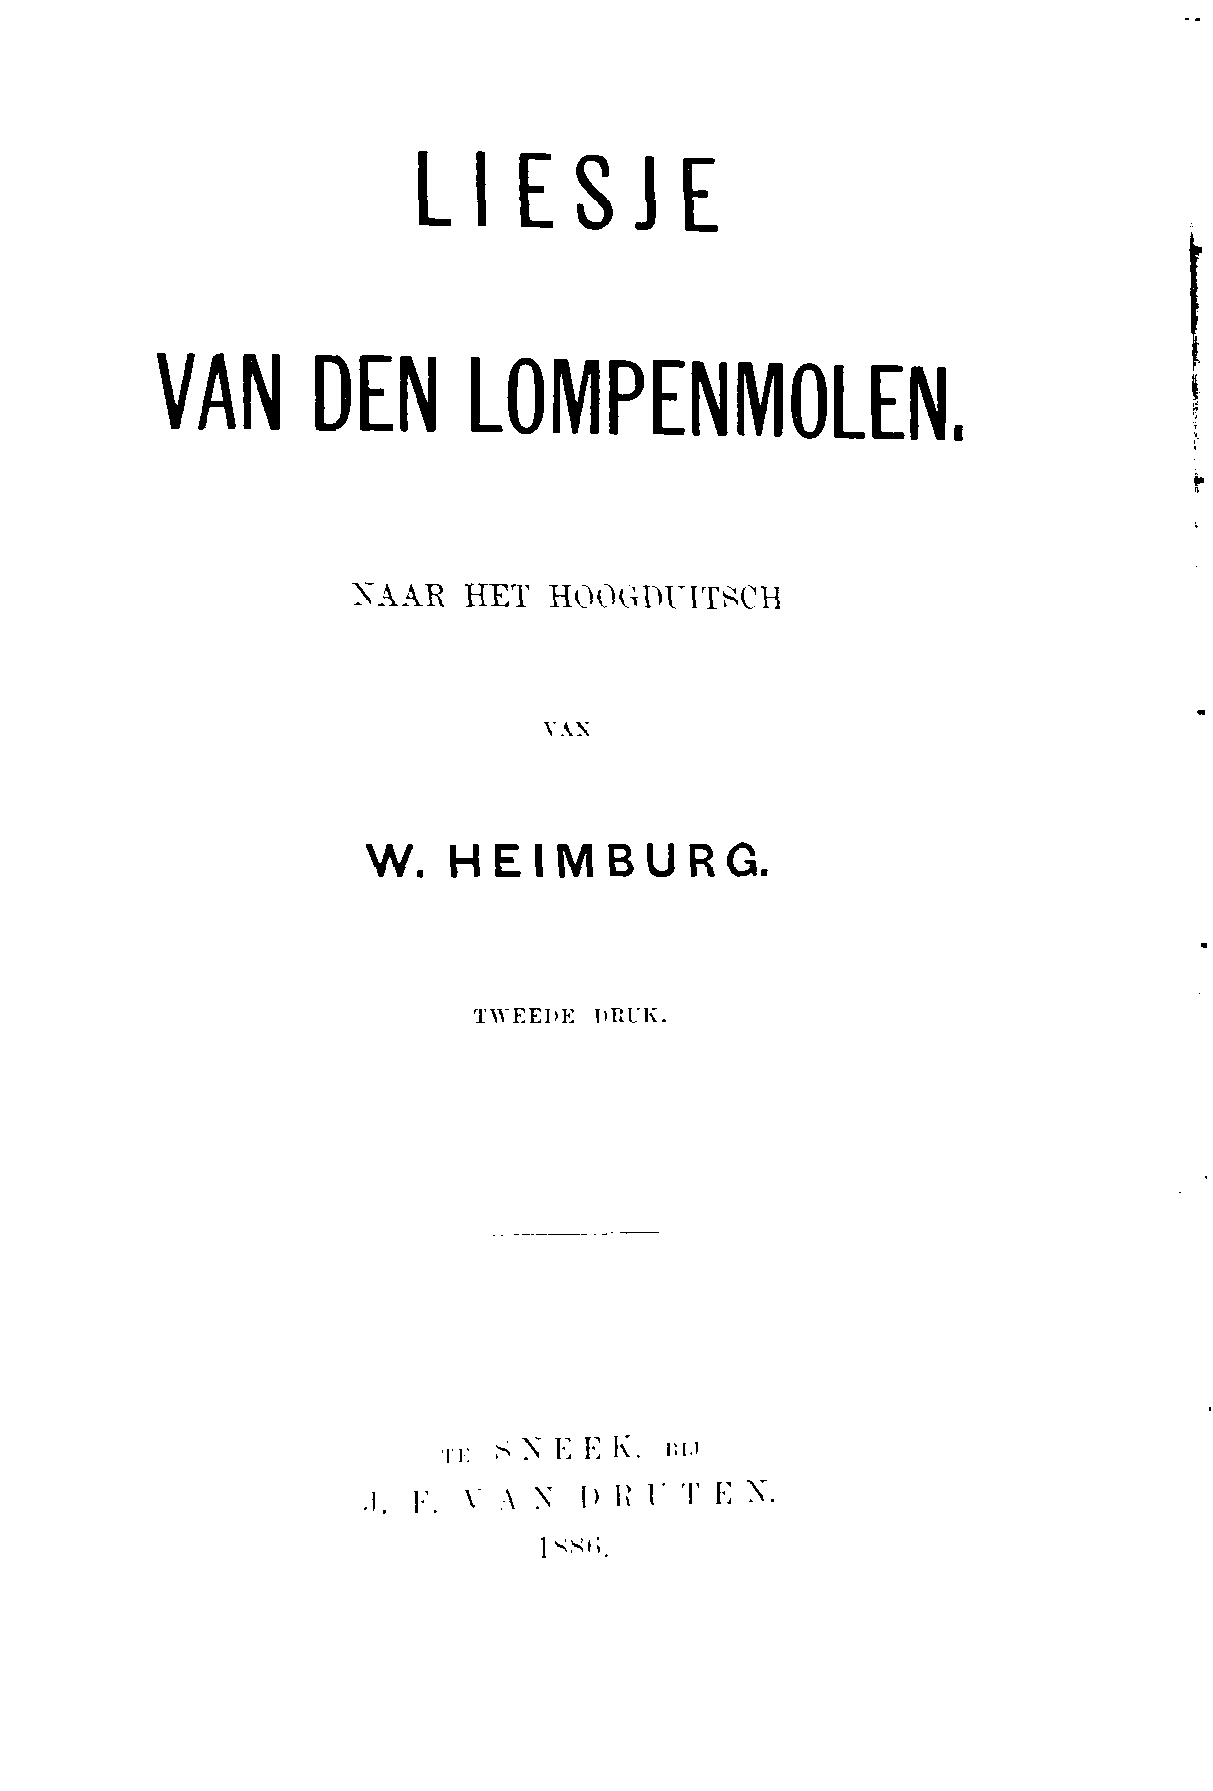 LIESJE
VAN DEN LOMPENMOLEN.
NAAR HET HOOGDUITSCH
VAN
W. HEIMBURG.
TWEEDE DRUK.
TE SNEEK, BIJ
J. F. VAN DRUTEN.
1886.